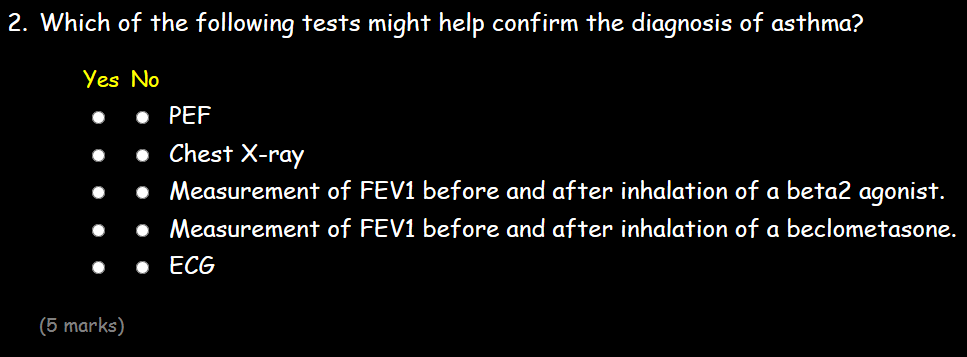 2. Which of the following tests might help confirm the diagnosis of asthma?
Yes No
PEF
Chest X-ray
Measurement of FEV1 before and after inhalation of a beta2 agonist.
Measurement of FEV1 before and after inhalation of a beclometasone.
ECG
(5 marks)